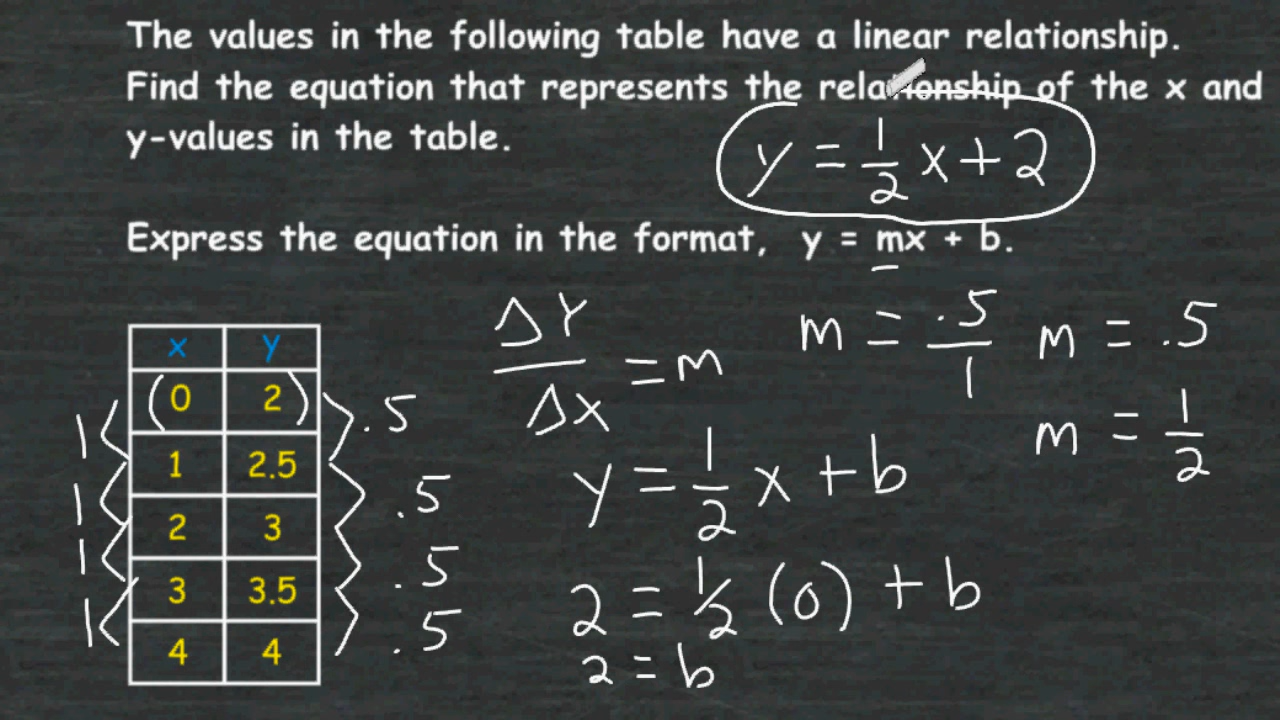 The values in the following table have a linear relationship.
Find the equation that represents the relationship of the x and
y-values in the table.
y = 1/2 x + 2
Express the equation in the format, y = mx + b.
ΔY/ΔX = m
m = .5/1
m = .5
m = 1/2
x y
(0 2)
1 2.5
2 3
3 3.5
4 4
1
1
1
1
.5
.5
.5
.5
y = 1/2 x + b
2 = 1/2 (0) + b
2 = b